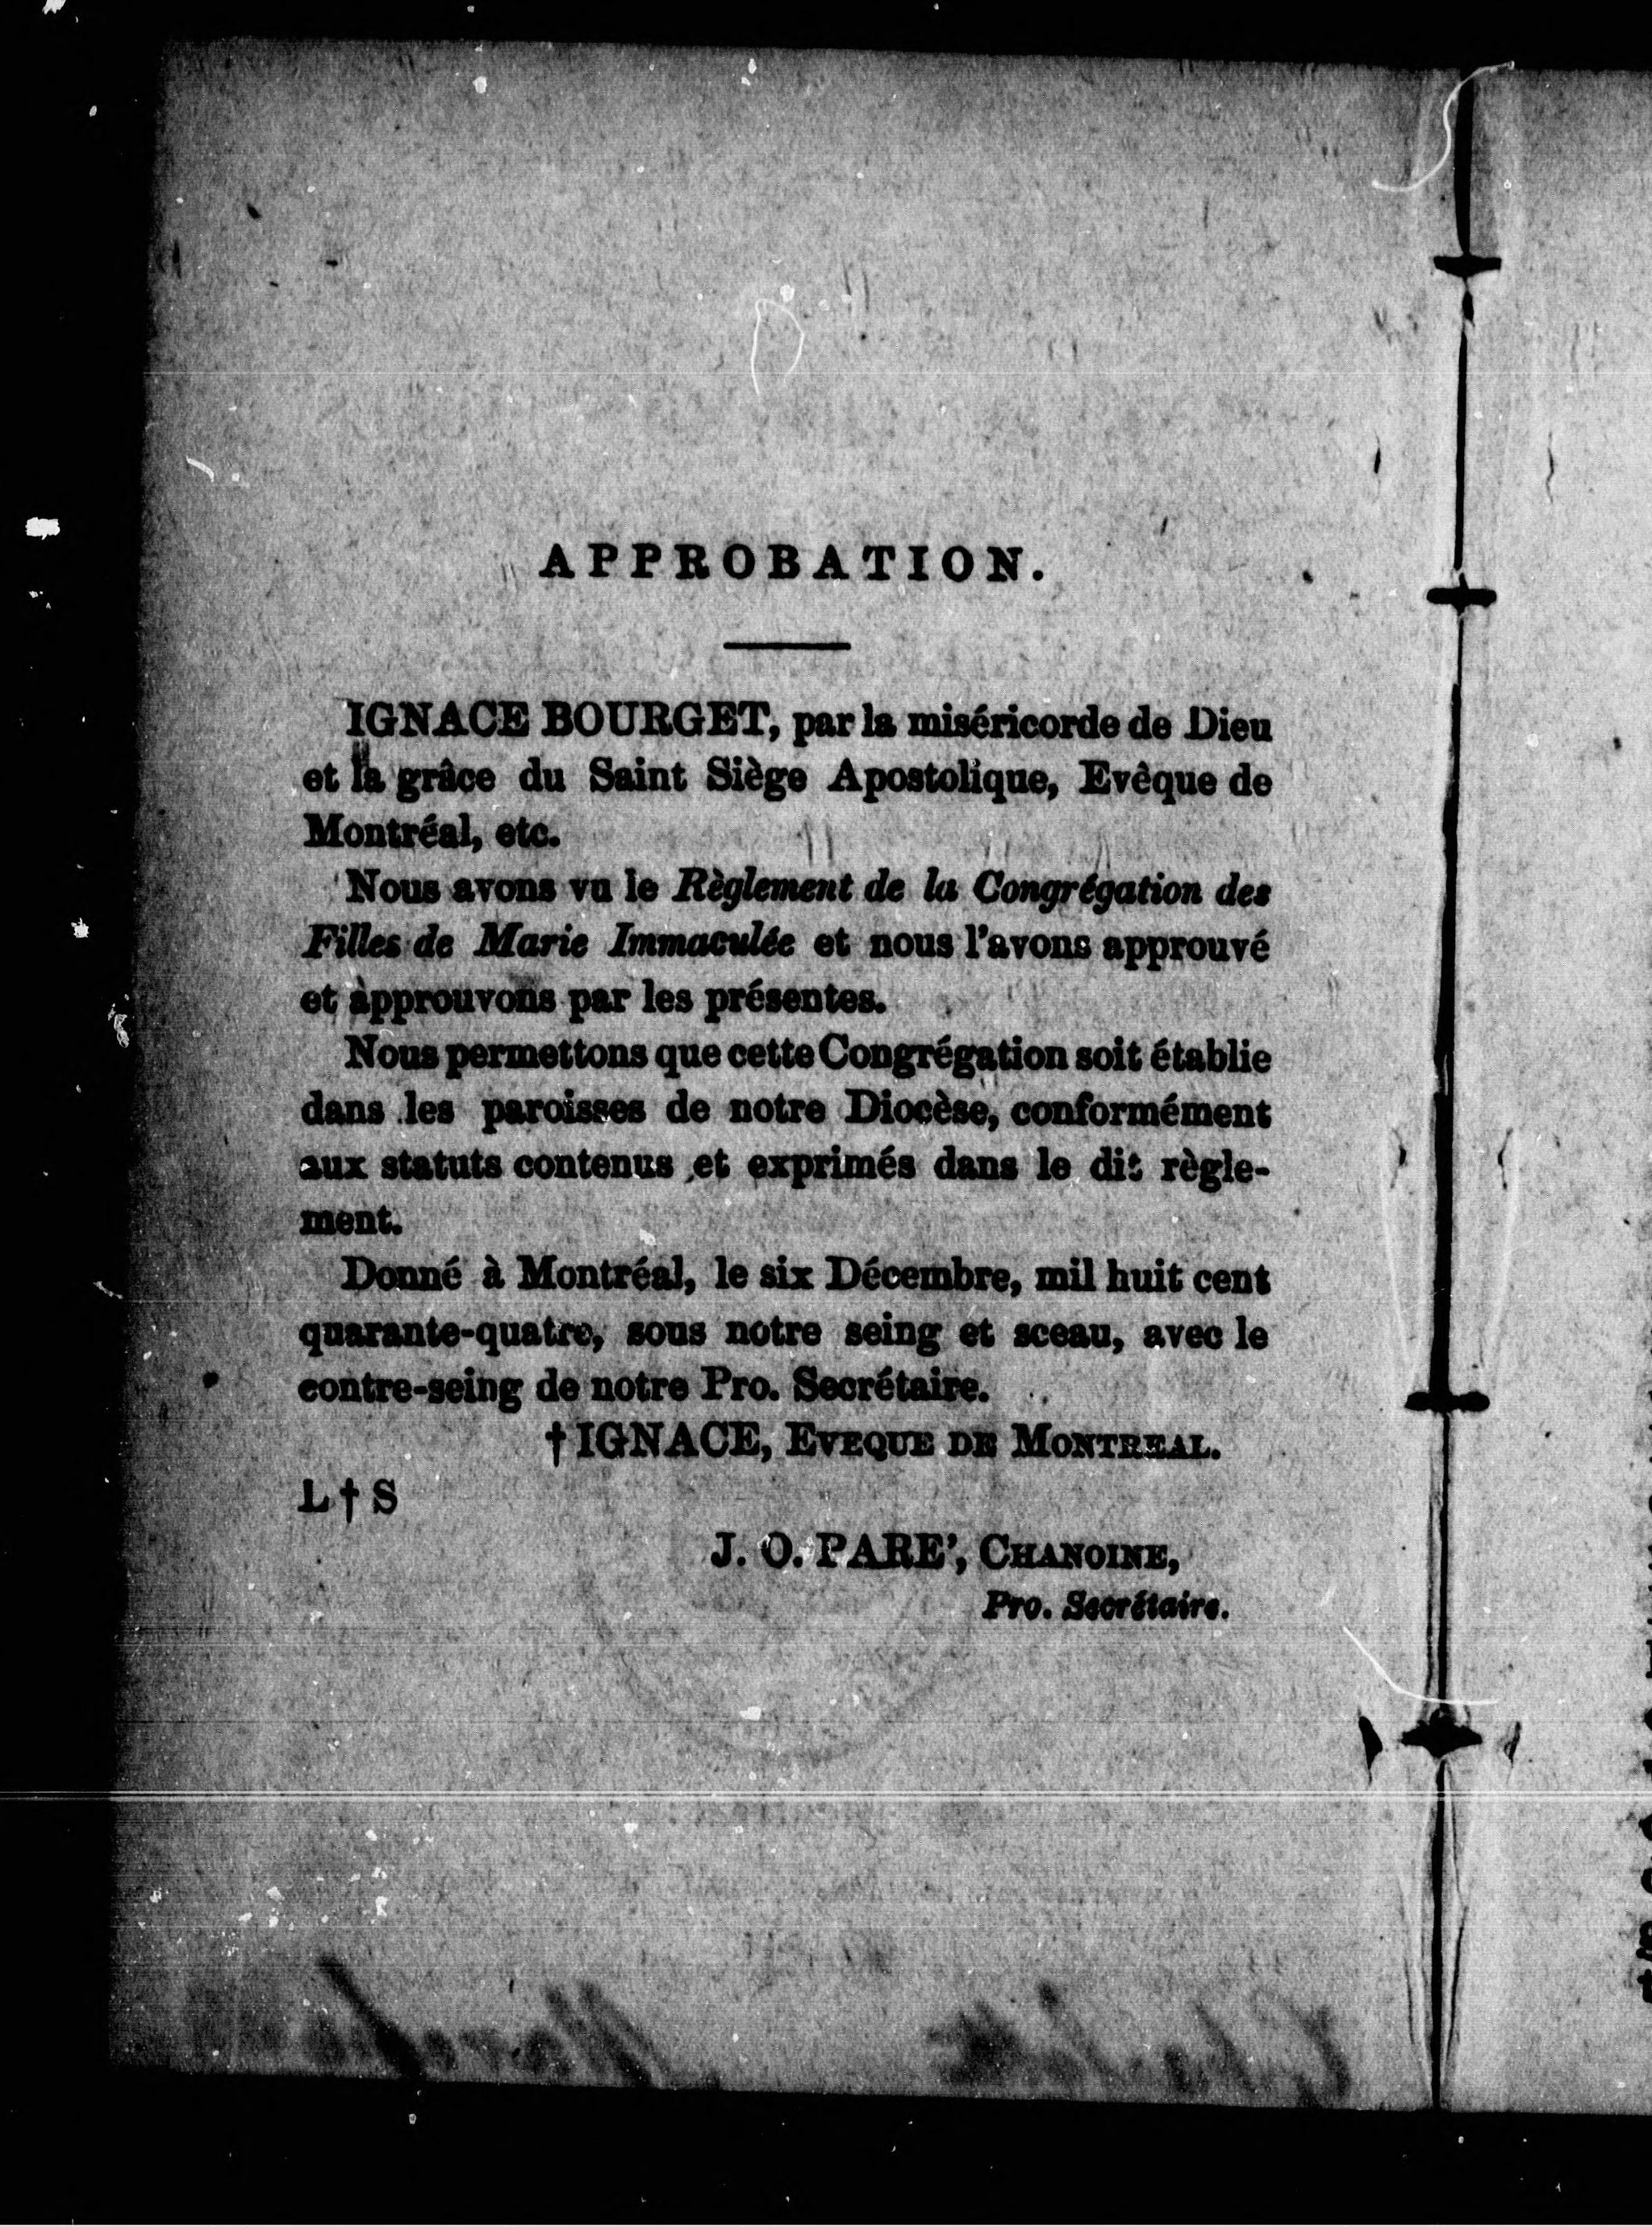 APPROBATION.
IGNACE BOURGET, par la miséricorde de Dieu
et la grâce du Saint Siège Apostolique, Evêque de
Montréal, etc.
Nous avons vu le Règlement de la Congrégation des
Filles de Marie Immaculée et nous l'avons approuvé
et approuvons par les présentes.
Nous permettons que cette Congrégation soit établie
dans les paroisses de notre Diocèse, conformément
aux statuts contenus et exprimés dans le dit règle-
ment.
Donné à Montréal, le six Décembre, mil huit cent
quarante-quatre, sous notre seing et sceau, avec le
contre-seing de notre Pro. Secrétaire.
† IGNACE, EVEQUE DE MONTREAL.
L † S
J. O. PARE', CHANOINE,
Pro. Secrétaire.